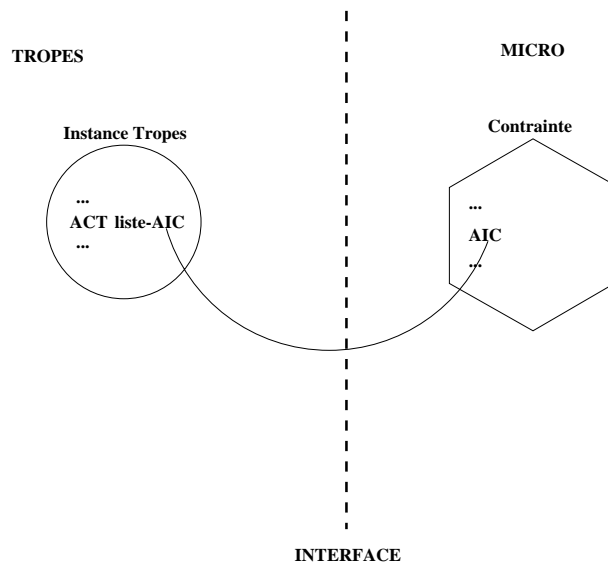 TROPES
MICRO
Instance Tropes
...
ACT liste-AIC
...
Contrainte
...
AIC
...
INTERFACE